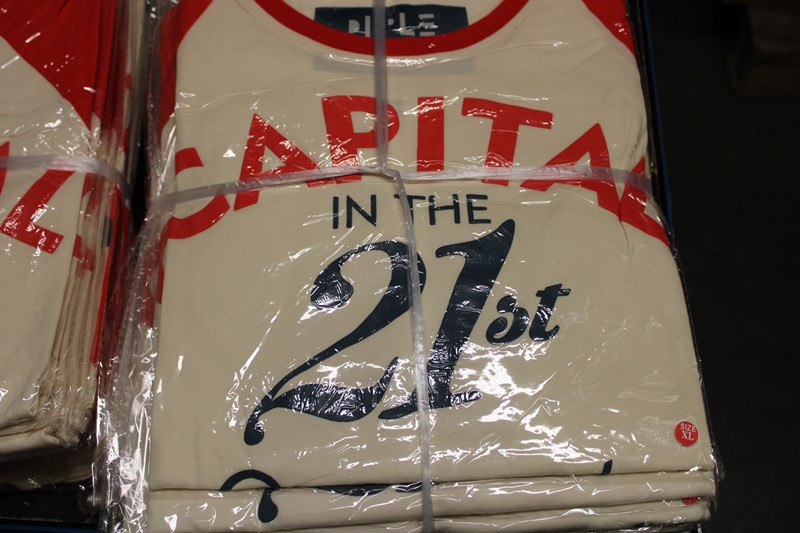 CAPITAL
IN THE
21st
SIZE
XL